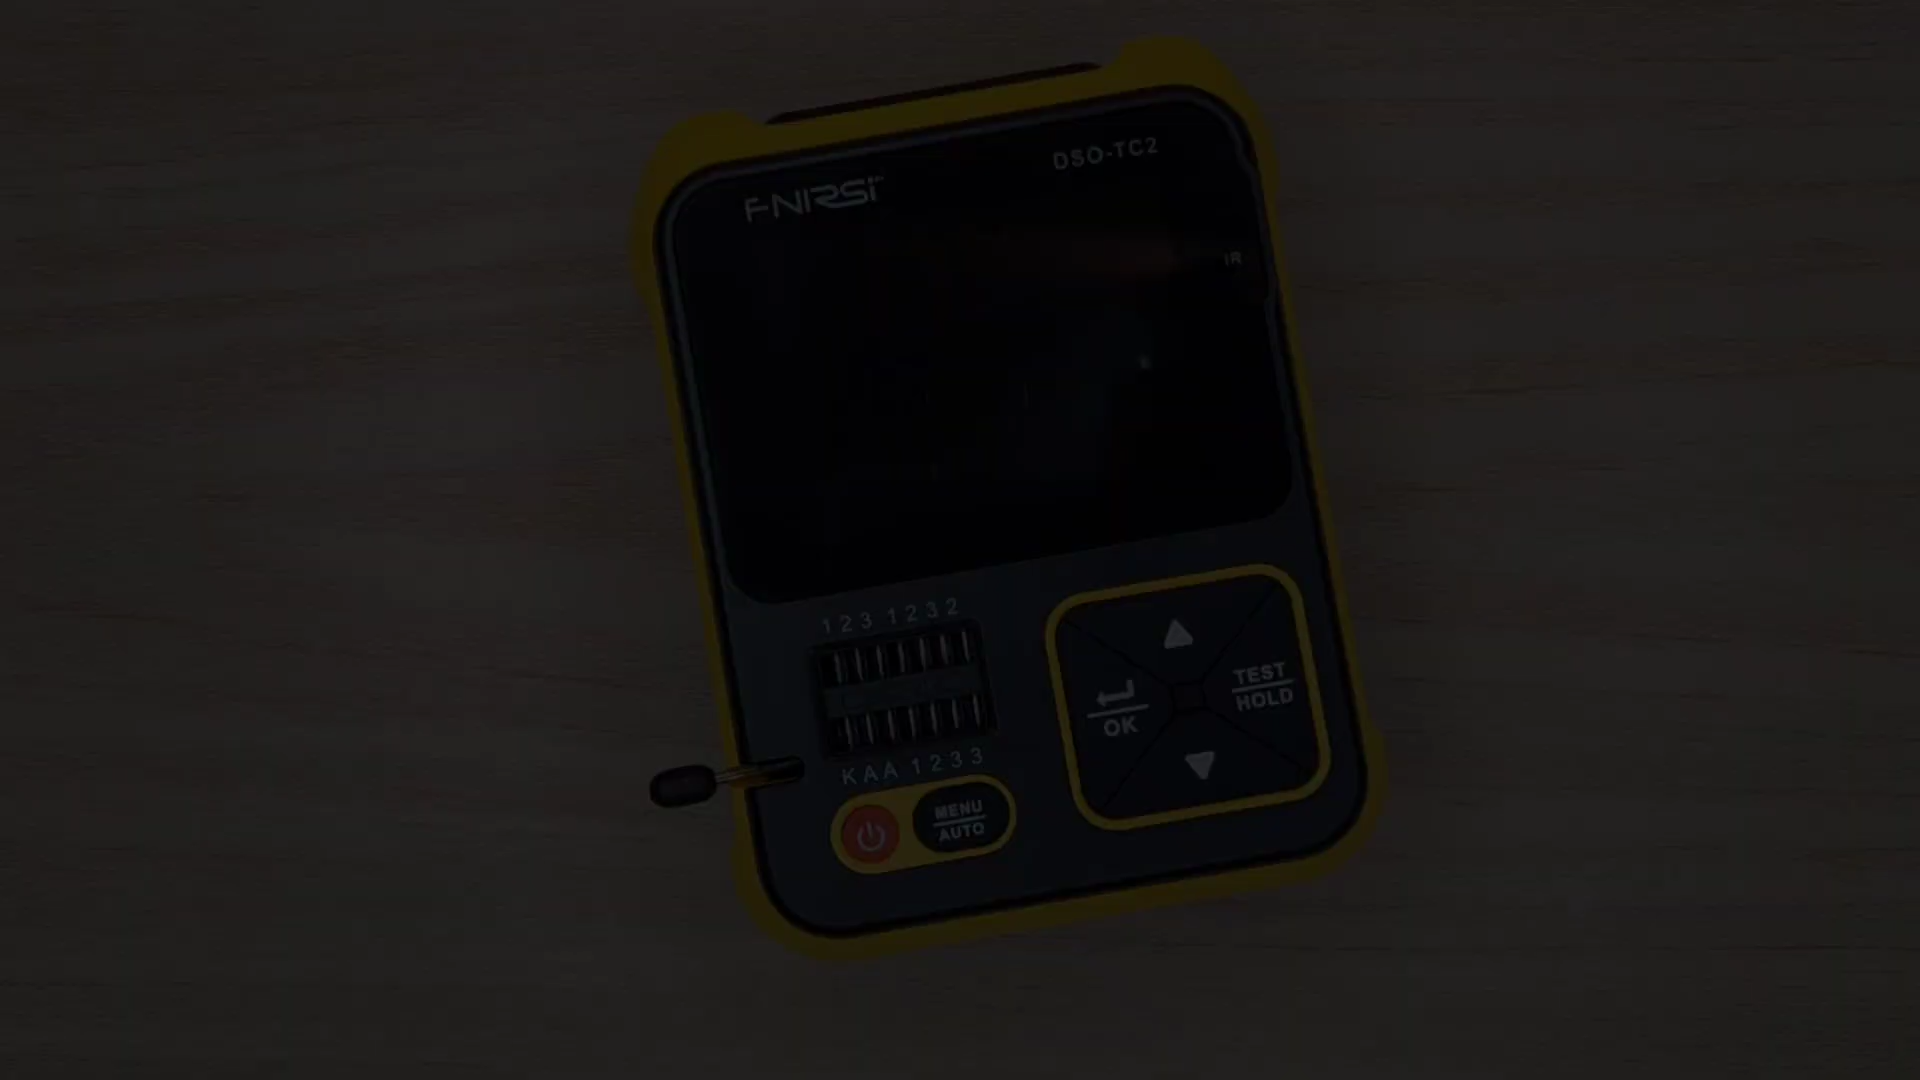 FNIRSI
DSO-TC2
IR
1 2 3 1 2 3 2
K A A 1 2 3 3
OK
TEST
HOLD
MENU
AUTO